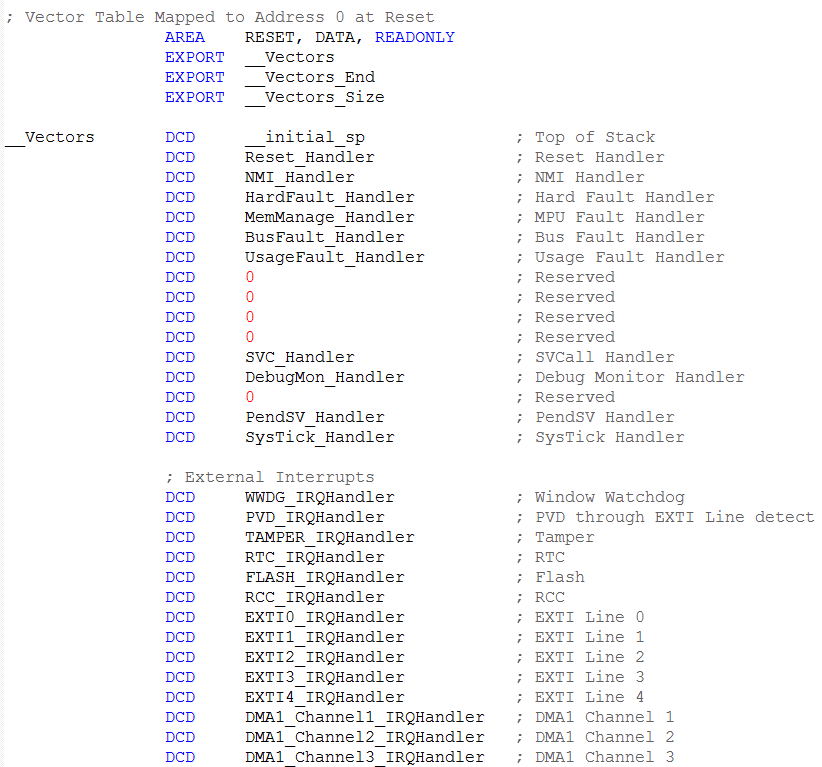 ; Vector Table Mapped to Address 0 at Reset
                AREA    RESET, DATA, READONLY
                EXPORT  __Vectors
                EXPORT  __Vectors_End
                EXPORT  __Vectors_Size

__Vectors       DCD     __initial_sp               ; Top of Stack
                DCD     Reset_Handler              ; Reset Handler
                DCD     NMI_Handler                ; NMI Handler
                DCD     HardFault_Handler          ; Hard Fault Handler
                DCD     MemManage_Handler          ; MPU Fault Handler
                DCD     BusFault_Handler           ; Bus Fault Handler
                DCD     UsageFault_Handler         ; Usage Fault Handler
                DCD     0                          ; Reserved
                DCD     0                          ; Reserved
                DCD     0                          ; Reserved
                DCD     0                          ; Reserved
                DCD     SVC_Handler                ; SVCall Handler
                DCD     DebugMon_Handler           ; Debug Monitor Handler
                DCD     0                          ; Reserved
                DCD     PendSV_Handler             ; PendSV Handler
                DCD     SysTick_Handler            ; SysTick Handler

                ; External Interrupts
                DCD     WWDG_IRQHandler            ; Window Watchdog
                DCD     PVD_IRQHandler             ; PVD through EXTI Line detect
                DCD     TAMPER_IRQHandler          ; Tamper
                DCD     RTC_IRQHandler             ; RTC
                DCD     FLASH_IRQHandler           ; Flash
                DCD     RCC_IRQHandler             ; RCC
                DCD     EXTI0_IRQHandler           ; EXTI Line 0
                DCD     EXTI1_IRQHandler           ; EXTI Line 1
                DCD     EXTI2_IRQHandler           ; EXTI Line 2
                DCD     EXTI3_IRQHandler           ; EXTI Line 3
                DCD     EXTI4_IRQHandler           ; EXTI Line 4
                DCD     DMA1_Channel1_IRQHandler   ; DMA1 Channel 1
                DCD     DMA1_Channel2_IRQHandler   ; DMA1 Channel 2
                DCD     DMA1_Channel3_IRQHandler   ; DMA1 Channel 3